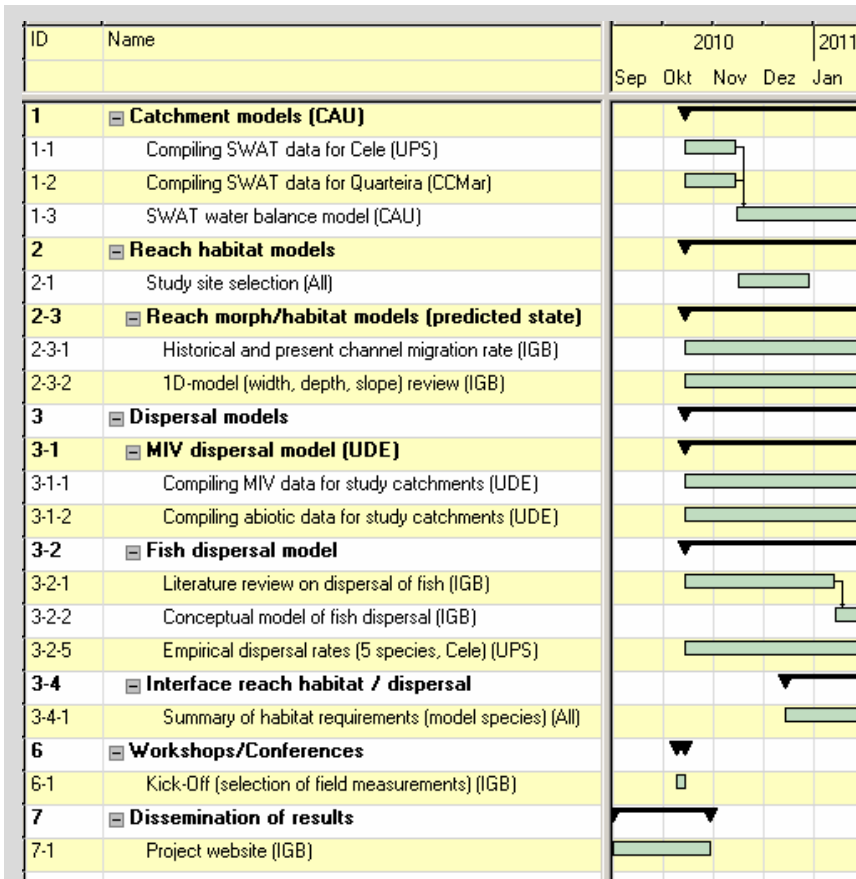 ID Name 2010 2011
Sep Okt Nov Dez Jan
1 Catchment models (CAU)
1-1 Compiling SWAT data for Cele (UPS)
1-2 Compiling SWAT data for Quarteira (CCMar)
1-3 SWAT water balance model (CAU)
2 Reach habitat models
2-1 Study site selection (All)
2-3 Reach morph/habitat models (predicted state)
2-3-1 Historical and present channel migration rate (IGB)
2-3-2 1D-model (width, depth, slope) review (IGB)
3 Dispersal models
3-1 MIV dispersal model (UDE)
3-1-1 Compiling MIV data for study catchments (UDE)
3-1-2 Compiling abiotic data for study catchments (UDE)
3-2 Fish dispersal model
3-2-1 Literature review on dispersal of fish (IGB)
3-2-2 Conceptual model of fish dispersal (IGB)
3-2-5 Empirical dispersal rates (5 species, Cele) (UPS)
3-4 Interface reach habitat / dispersal
3-4-1 Summary of habitat requirements (model species) (All)
6 Workshops/Conferences
6-1 Kick-Off (selection of field measurements) (IGB)
7 Dissemination of results
7-1 Project website (IGB)